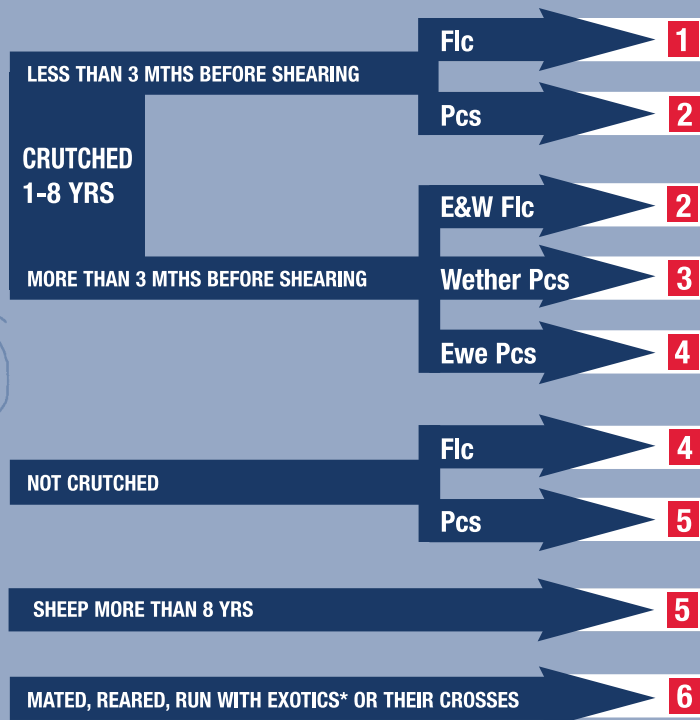 Flc 1
LESS THAN 3 MTHS BEFORE SHEARING
Pcs 2
CRUTCHED
1-8 YRS
E&W Flc 2
MORE THAN 3 MTHS BEFORE SHEARING
Wether Pcs 3
Ewe Pcs 4
Flc 4
NOT CRUTCHED
Pcs 5
SHEEP MORE THAN 8 YRS 5
MATED, REARED, RUN WITH EXOTICS* OR THEIR CROSSES 6